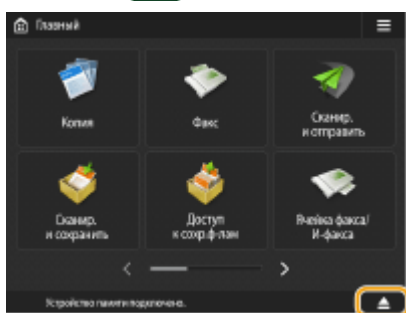 Главный
Копия
Факс
Сканир.
и отправить
Сканир.
и сохранить
Доступ
к сохр.ф-лам
Ячейка факса/
И-факса
Устройство памяти подключено.